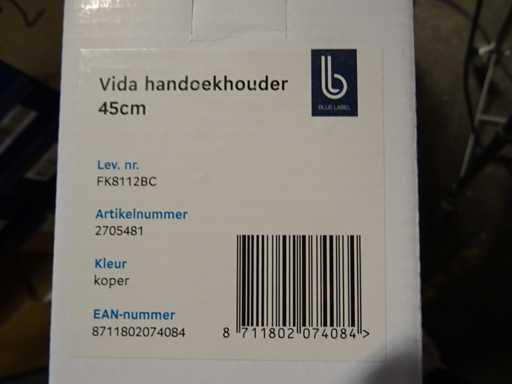 Vida handoekhouder
45cm
BLUE LABEL
Lev. nr.
FK8112BC
Artikelnummer
2705481
Kleur
koper
EAN-nummer
8711802074084
8 711802 074084 >